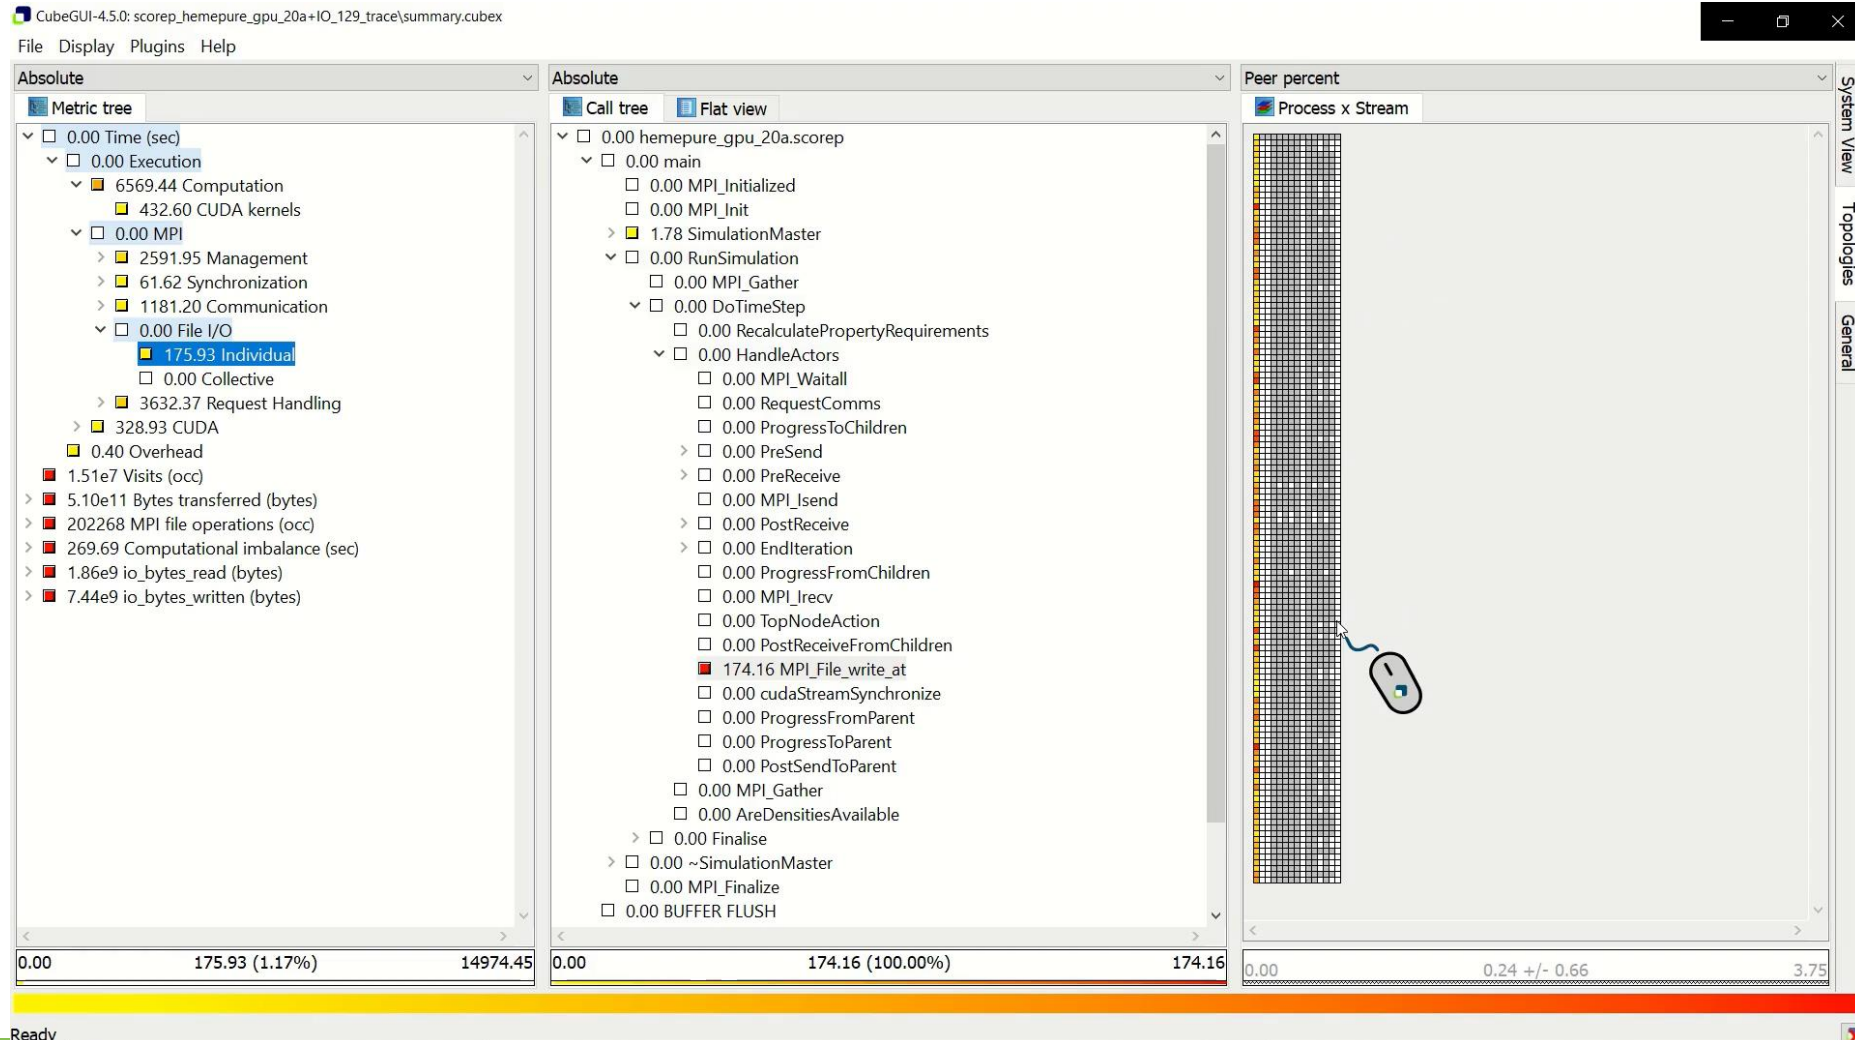 CubeGUI-4.5.0: scorep_hemepure_gpu_20a+IO_129_trace\summary.cubex
File Display Plugins Help
Absolute
Metric tree
0.00 Time (sec)
0.00 Execution
6569.44 Computation
432.60 CUDA kernels
0.00 MPI
2591.95 Management
61.62 Synchronization
1181.20 Communication
0.00 File I/O
175.93 Individual
0.00 Collective
3632.37 Request Handling
328.93 CUDA
0.40 Overhead
1.51e7 Visits (occ)
5.10e11 Bytes transferred (bytes)
202268 MPI file operations (occ)
269.69 Computational imbalance (sec)
1.86e9 io_bytes_read (bytes)
7.44e9 io_bytes_written (bytes)
0.00 175.93 (1.17%) 14974.45
Absolute
Call tree Flat view
0.00 hemepure_gpu_20a.scorep
0.00 main
0.00 MPI_Initialized
0.00 MPI_Init
1.78 SimulationMaster
0.00 RunSimulation
0.00 MPI_Gather
0.00 DoTimeStep
0.00 RecalculatePropertyRequirements
0.00 HandleActors
0.00 MPI_Waitall
0.00 RequestComms
0.00 ProgressToChildren
0.00 PreSend
0.00 PreReceive
0.00 MPI_Isend
0.00 PostReceive
0.00 EndIteration
0.00 ProgressFromChildren
0.00 MPI_Irecv
0.00 TopNodeAction
0.00 PostReceiveFromChildren
174.16 MPI_File_write_at
0.00 cudaStreamSynchronize
0.00 ProgressFromParent
0.00 ProgressToParent
0.00 PostSendToParent
0.00 MPI_Gather
0.00 AreDensitiesAvailable
0.00 Finalise
0.00 ~SimulationMaster
0.00 MPI_Finalize
0.00 BUFFER FLUSH
0.00 174.16 (100.00%) 174.16
Peer percent
Process x Stream
0.00 0.24 +/- 0.66 3.75
System View
Topologies
General
Ready